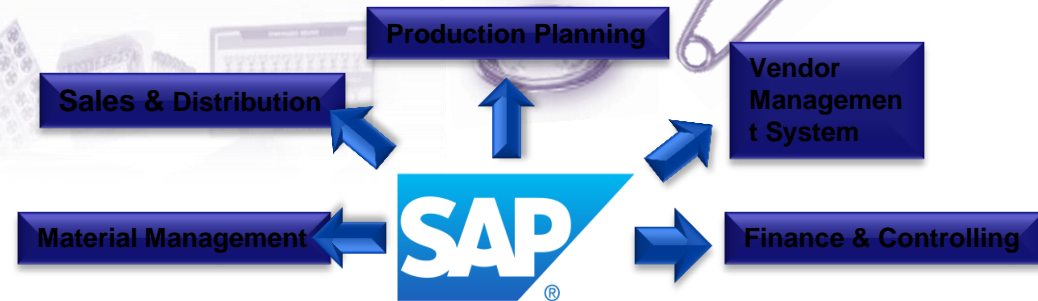 Production Planning
Sales & Distribution
Vendor
Managemen
t System
SAP
®
Material Management
Finance & Controlling